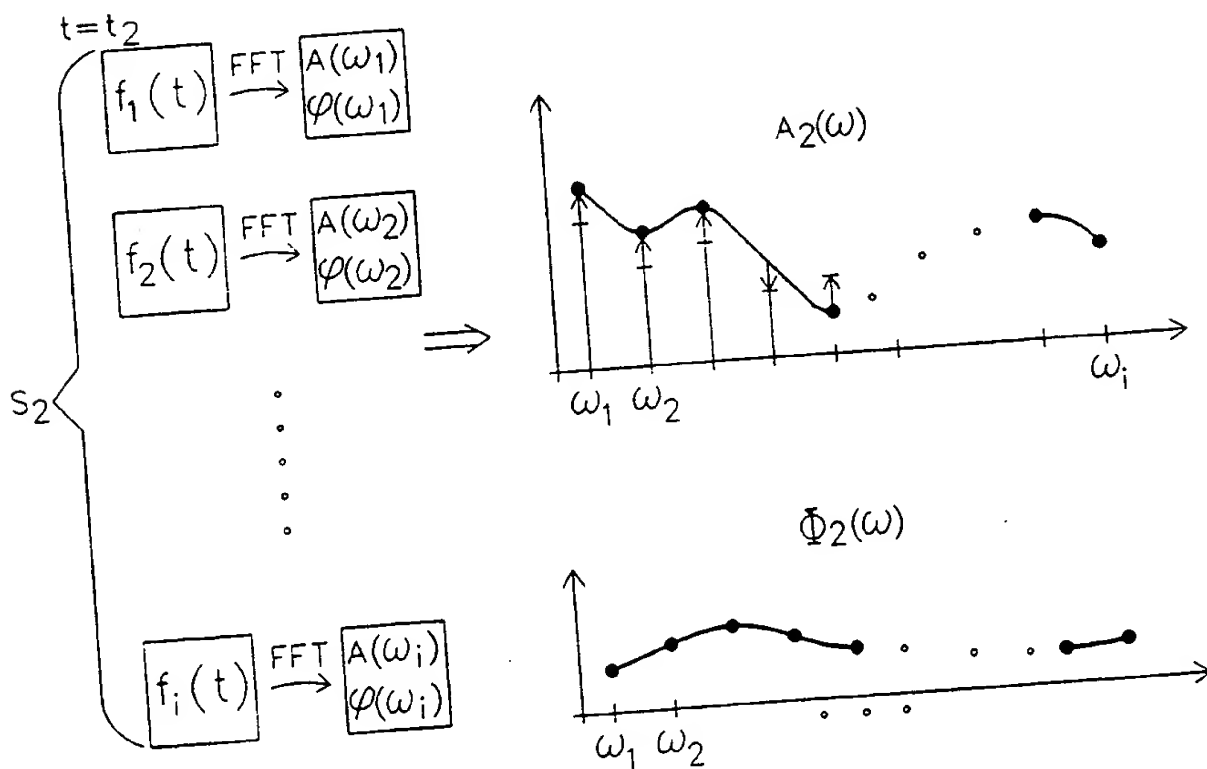 t=t₂
f₁(t) FFT A(ω₁) φ(ω₁)
f₂(t) FFT A(ω₂) φ(ω₂)
S₂
fᵢ(t) FFT A(ωᵢ) φ(ωᵢ)
A₂(ω)
ω₁ ω₂ ωᵢ
Φ₂(ω)
ω₁ ω₂